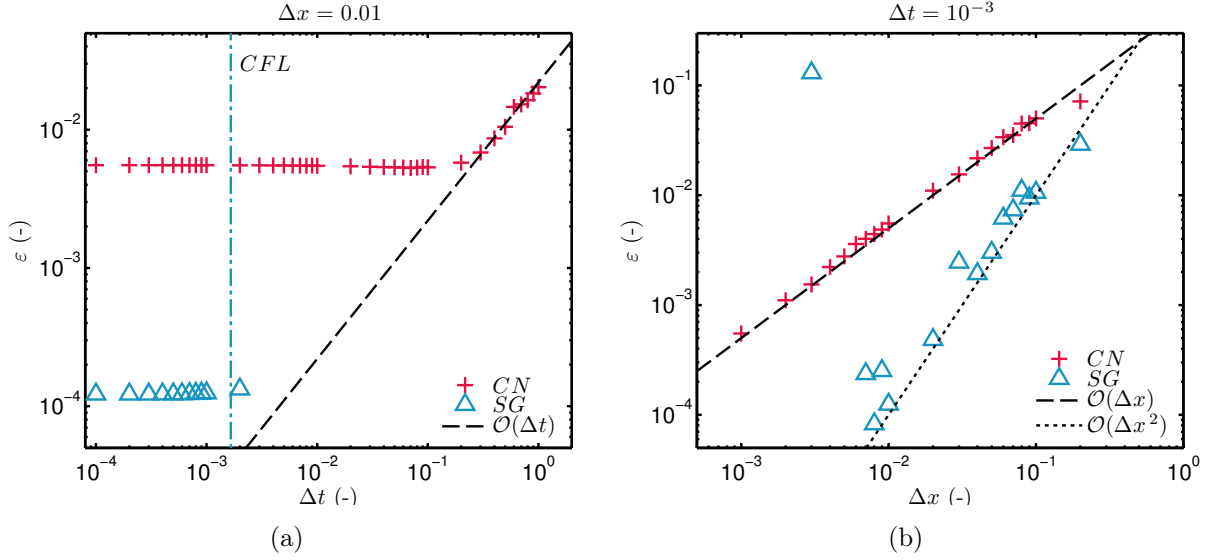 Δx = 0.01
CFL
10⁻²
10⁻³
10⁻⁴
ε (-)
CN
SG
O(Δt)
10⁻⁴
10⁻³
10⁻²
10⁻¹
10⁰
Δt (-)
(a)
Δt = 10⁻³
10⁻¹
10⁻²
10⁻³
10⁻⁴
ε (-)
CN
SG
O(Δx)
O(Δx²)
10⁻³
10⁻²
10⁻¹
10⁰
Δx (-)
(b)